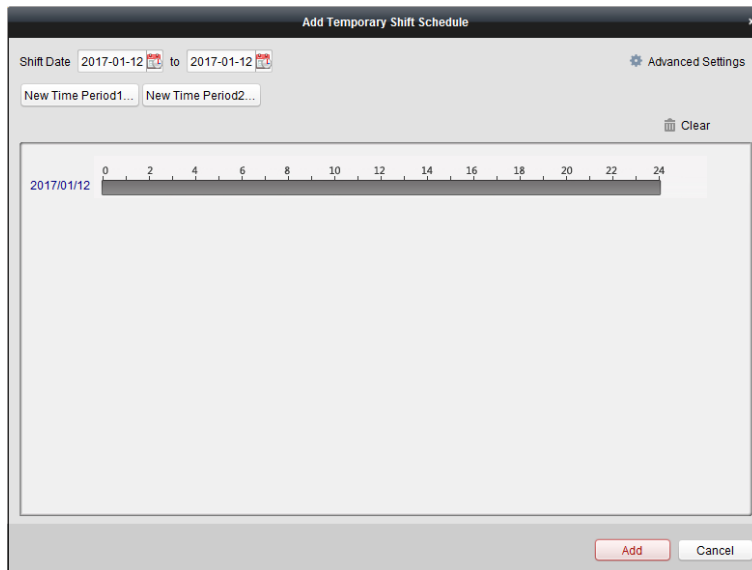 Add Temporary Shift Schedule
Shift Date 2017-01-12 to 2017-01-12 Advanced Settings
New Time Period1... New Time Period2...
Clear
0 2 4 6 8 10 12 14 16 18 20 22 24
2017/01/12
Add Cancel